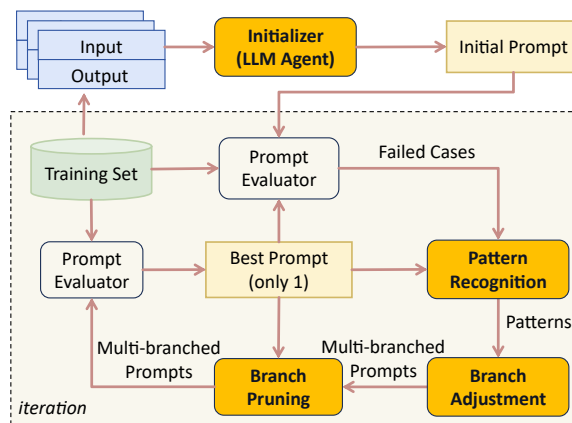 Input
Output
Initializer
(LLM Agent)
Initial Prompt
Training Set
Prompt
Evaluator
Failed Cases
Prompt
Evaluator
Best Prompt
(only 1)
Pattern
Recognition
Patterns
Multi-branched
Prompts
Multi-branched
Prompts
Branch
Pruning
Branch
Adjustment
iteration